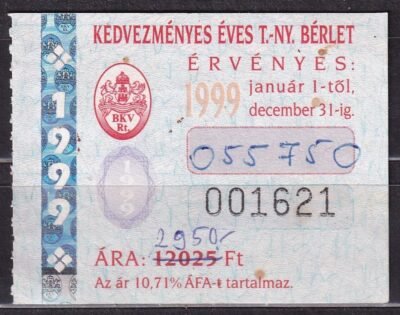 KEDVEZMÉNYES ÉVES T.-NY. BÉRLET
ÉRVÉNYES:
1999 január 1-től,
december 31-ig.
BKV
Rt.
1999
055750
001621
2950,-
ÁRA: 12025 Ft
Az ár 10,71% ÁFA-t tartalmaz.